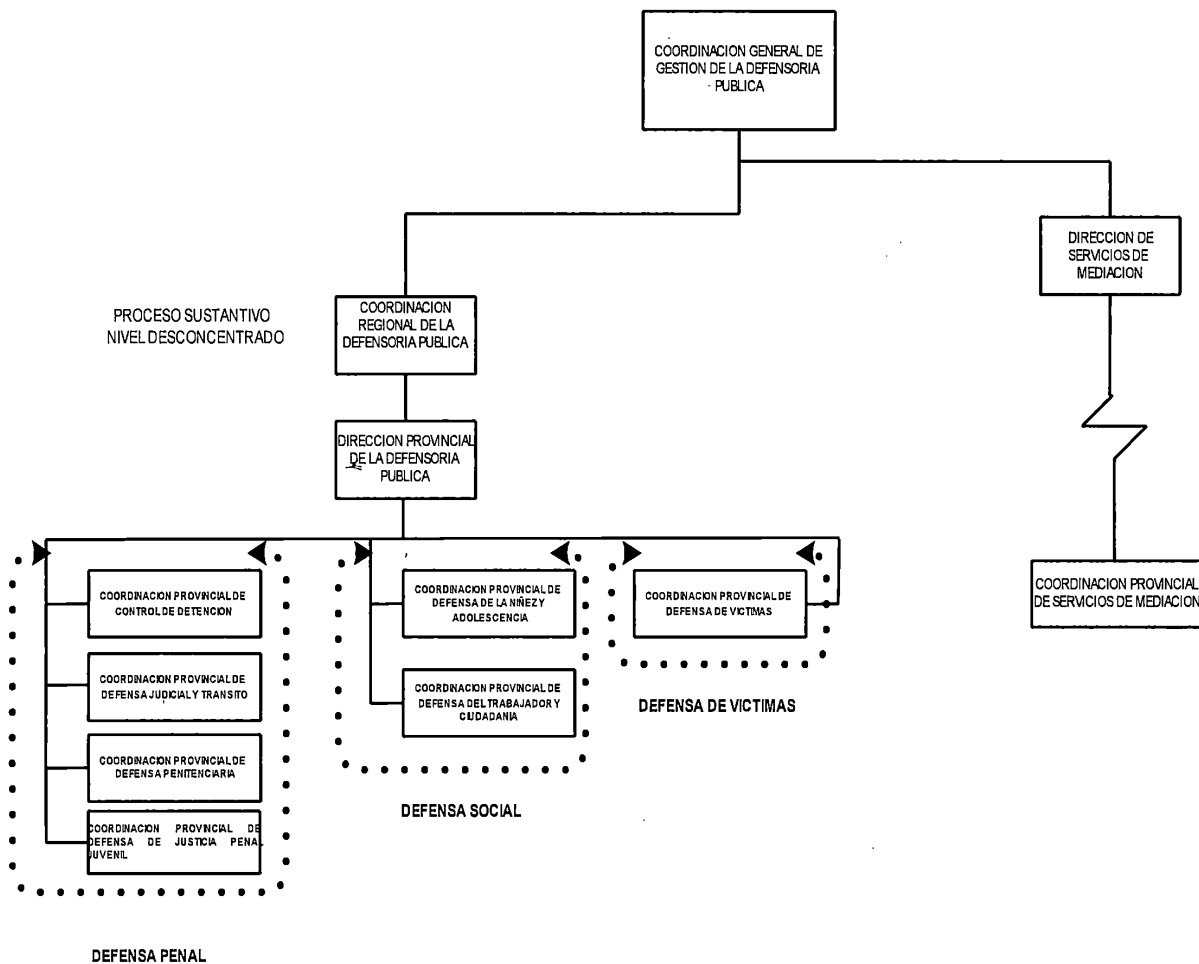 COORDINACION GENERAL DE
GESTION DE LA DEFENSORIA
PUBLICA
DIRECCION DE
SERVICIOS DE
MEDIACION
PROCESO SUSTANTIVO
NIVEL DESCONCENTRADO
COORDINACION
REGIONAL DE LA
DEFENSORIA PUBLICA
DIRECCION PROVINCIAL
DE LA DEFENSORIA
PUBLICA
COORDINACION PROVINCIAL DE
CONTROL DE DETENCION
COORDINACION PROVINCIAL DE
DEFENSA JUDICIAL Y TRANSITO
COORDINACION PROVINCIAL DE
DEFENSA PENITENCIARIA
COORDINACION PROVINCIAL DE
DEFENSA DE JUSTICIA PENAL
JUVENIL
DEFENSA PENAL
COORDINACION PROVINCIAL DE
DEFENSA DE LA NIÑEZ Y
ADOLESCENCIA
COORDINACION PROVINCIAL DE
DEFENSA DEL TRABAJADOR Y
CIUDADANIA
DEFENSA SOCIAL
COORDINACION PROVINCIAL DE
DEFENSA DE VICTIMAS
DEFENSA DE VICTIMAS
COORDINACION PROVINCIAL
DE SERVICIOS DE MEDIACION